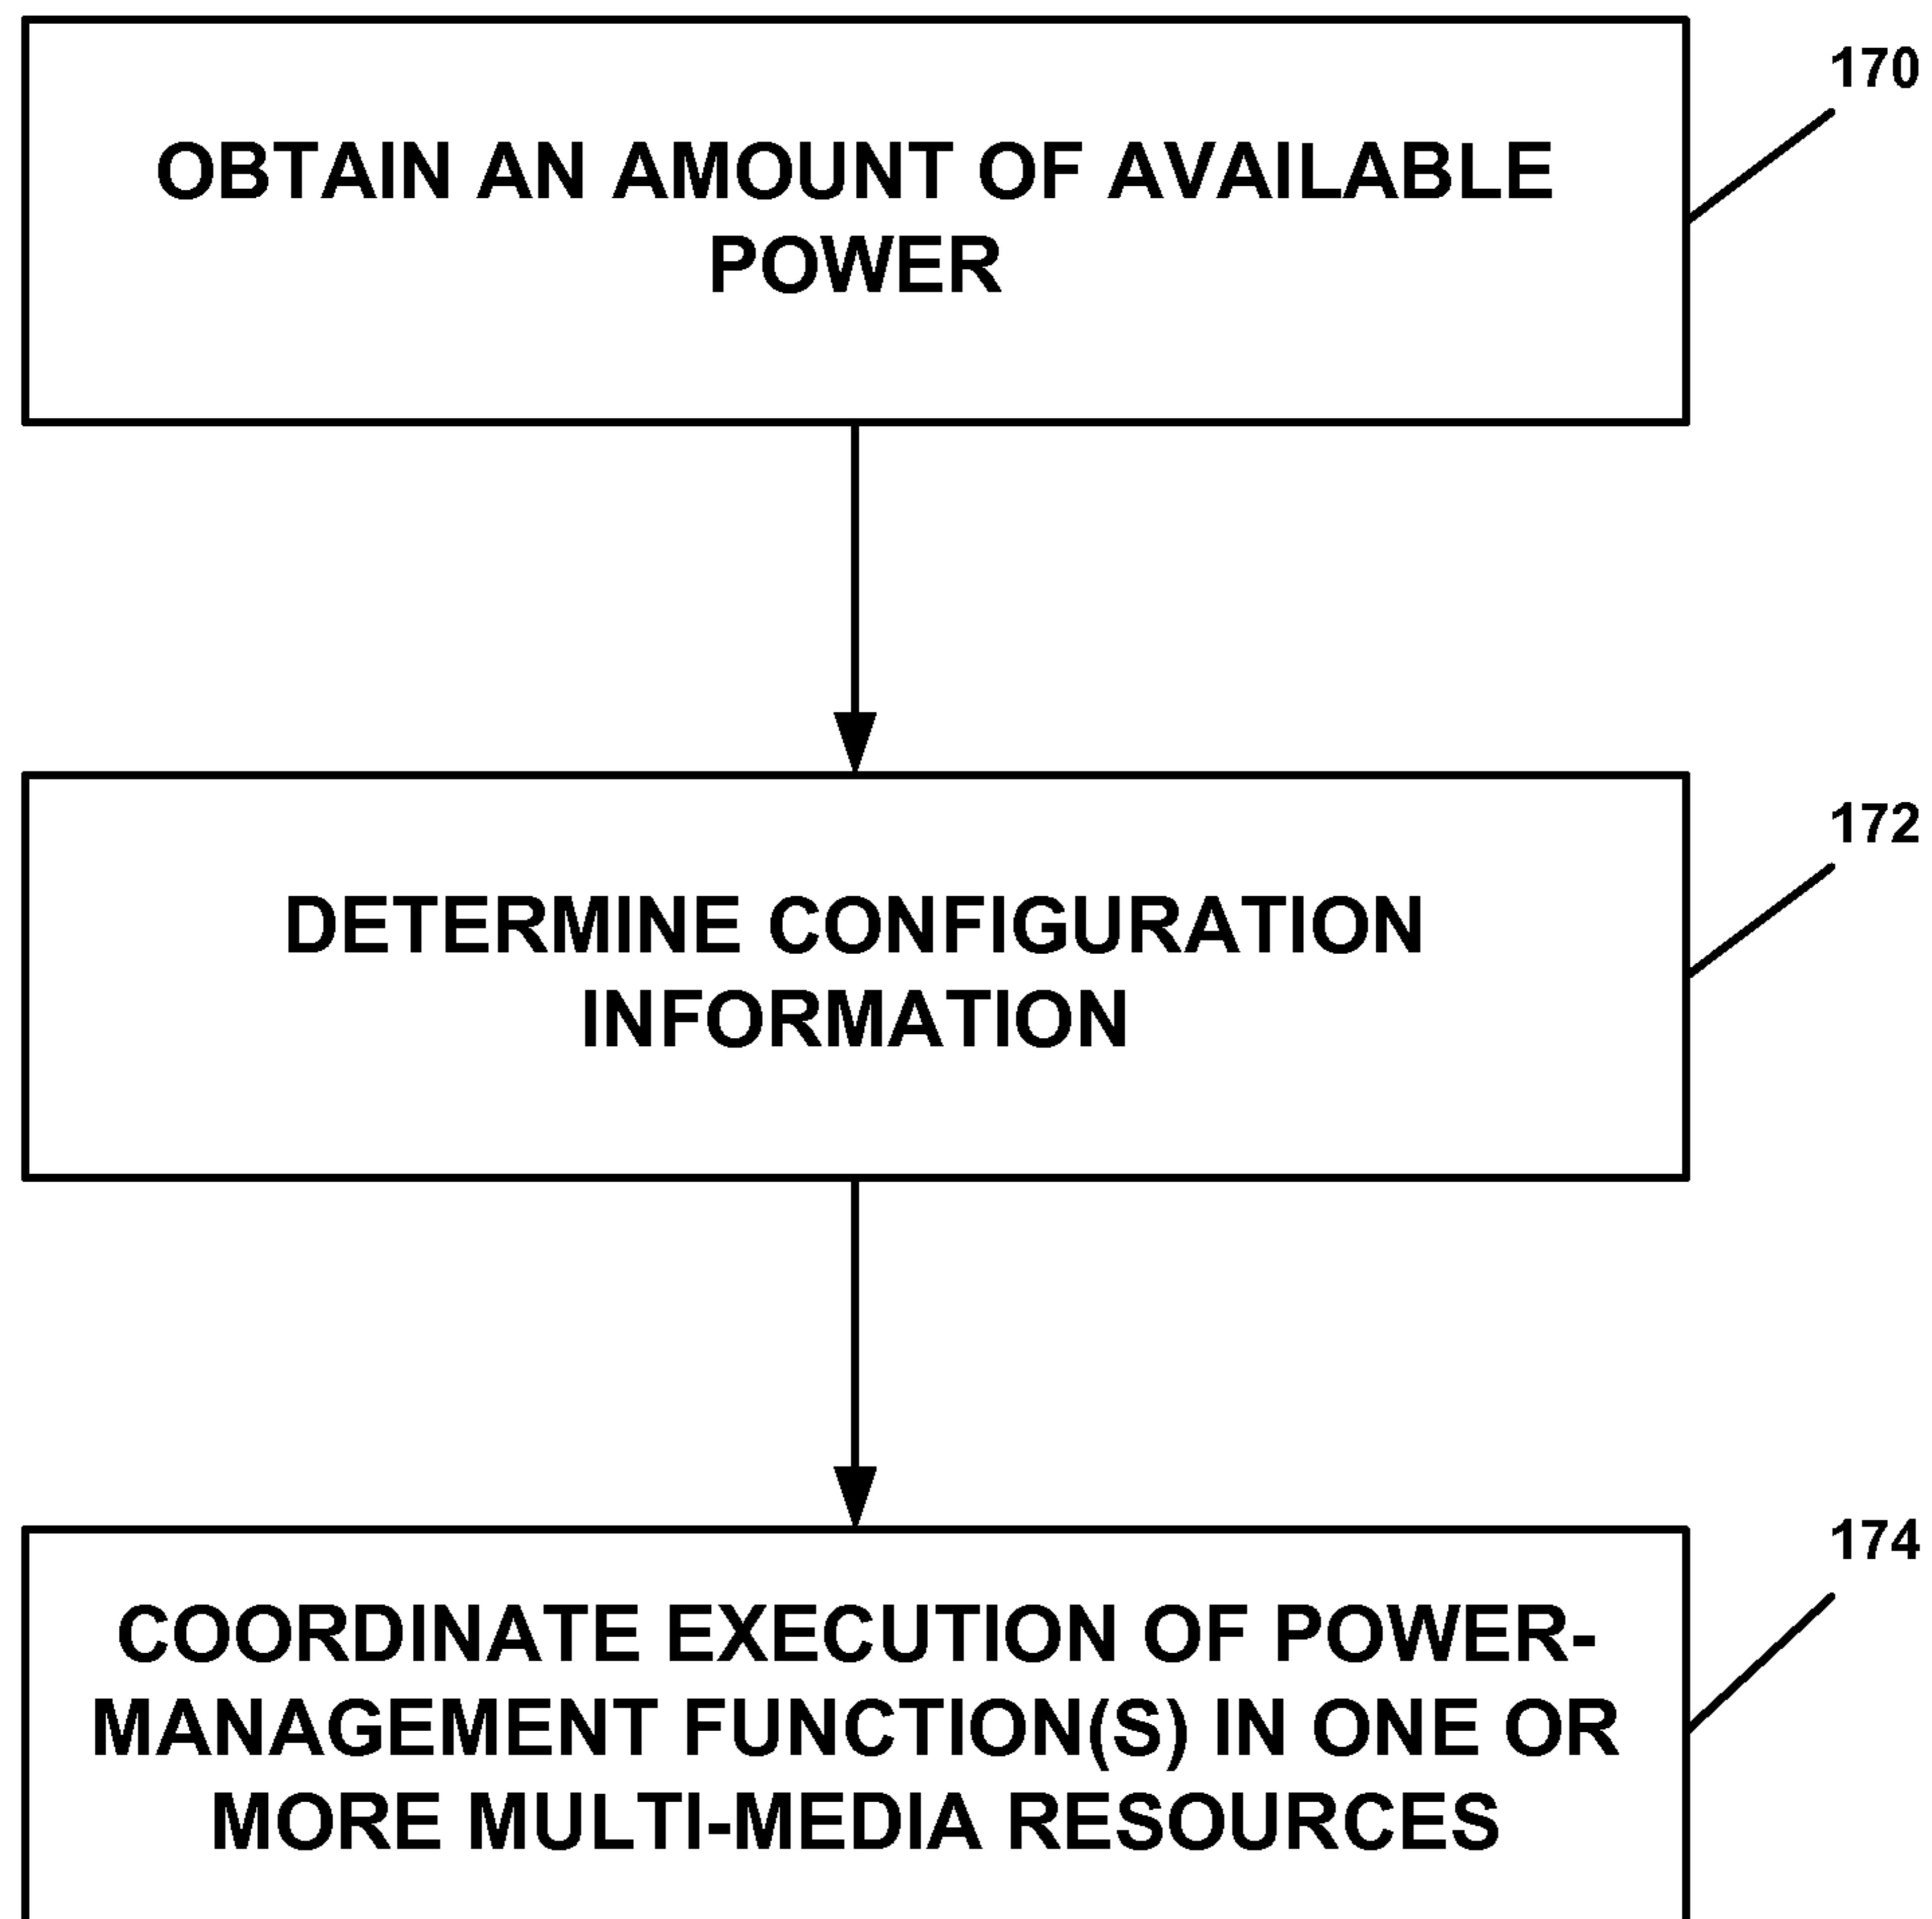 170
OBTAIN AN AMOUNT OF AVAILABLE
POWER
172
DETERMINE CONFIGURATION
INFORMATION
174
COORDINATE EXECUTION OF POWER-
MANAGEMENT FUNCTION(S) IN ONE OR
MORE MULTI-MEDIA RESOURCES